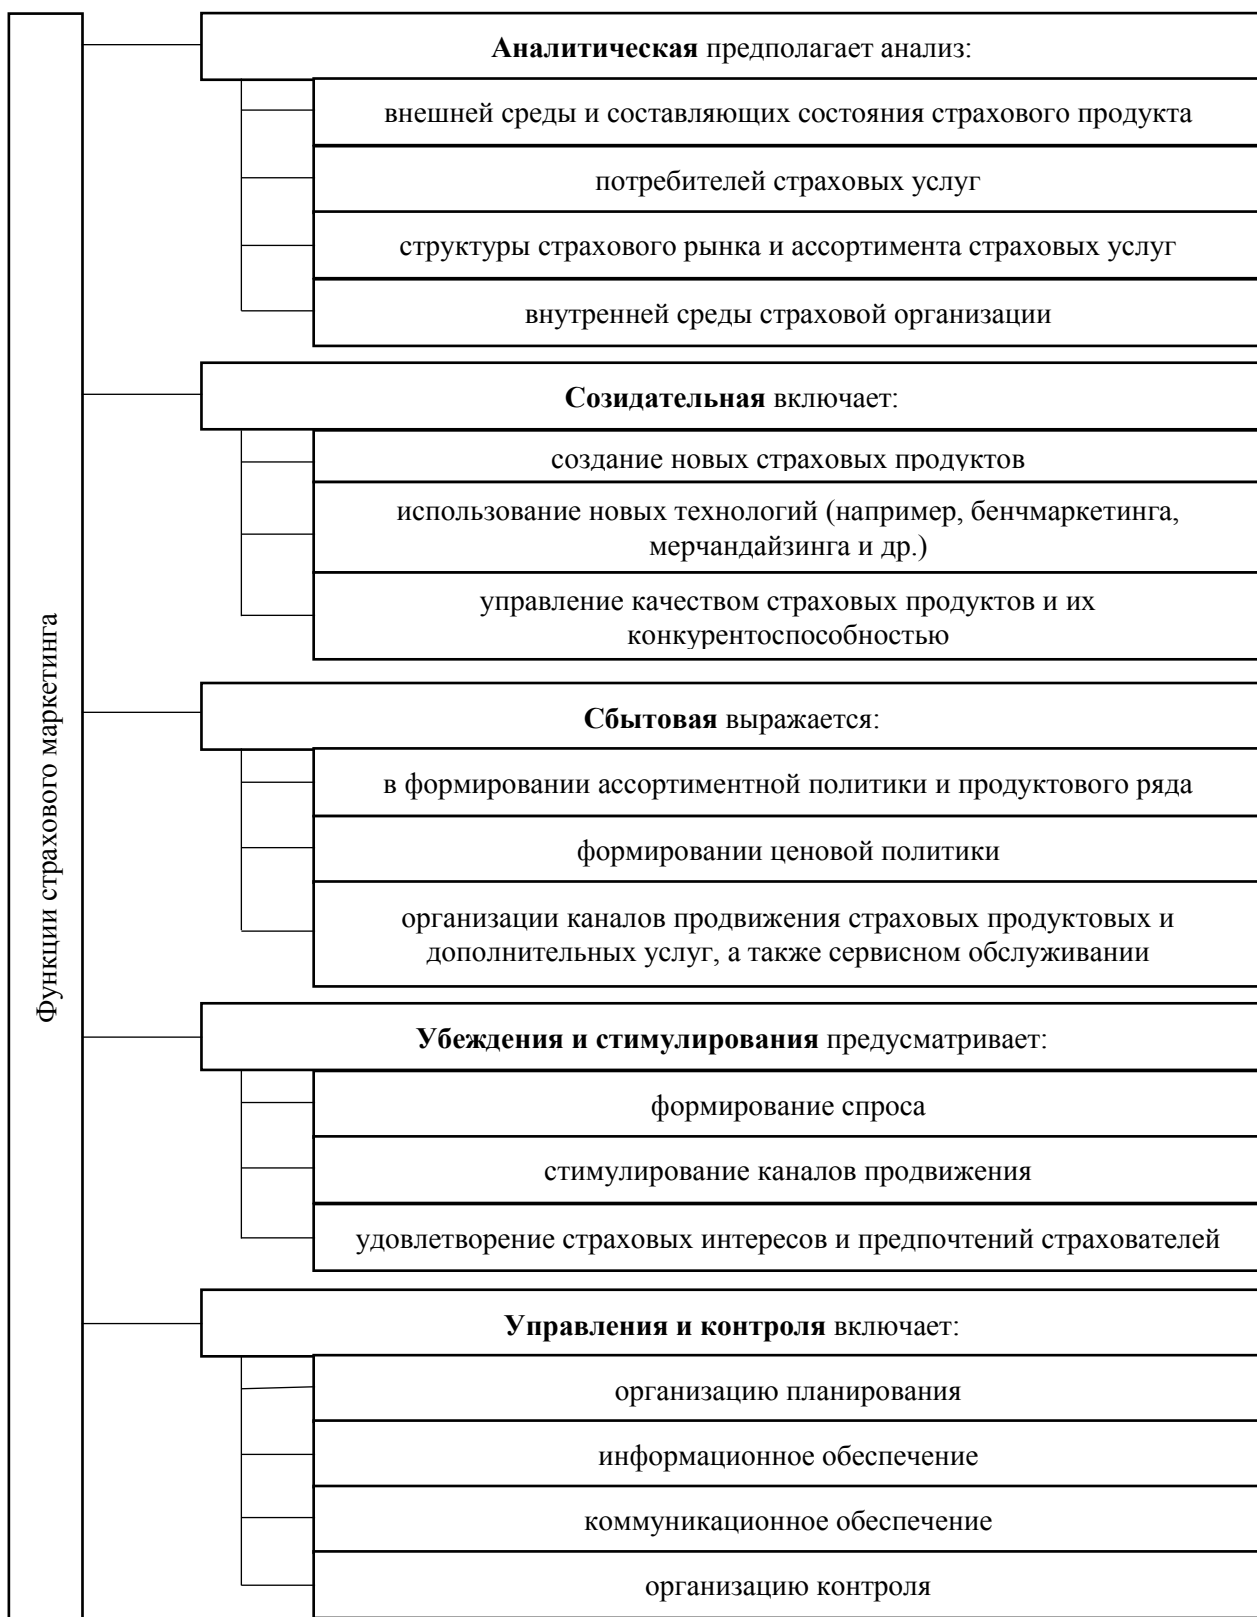 Функции страхового маркетинга
Аналитическая предполагает анализ:
внешней среды и составляющих состояния страхового продукта
потребителей страховых услуг
структуры страхового рынка и ассортимента страховых услуг
внутренней среды страховой организации
Созидательная включает:
создание новых страховых продуктов
использование новых технологий (например, бенчмаркетинга,
мерчандайзинга и др.)
управление качеством страховых продуктов и их
конкурентоспособностью
Сбытовая выражается:
в формировании ассортиментной политики и продуктового ряда
формировании ценовой политики
организации каналов продвижения страховых продуктовых и
дополнительных услуг, а также сервисном обслуживании
Убеждения и стимулирования предусматривает:
формирование спроса
стимулирование каналов продвижения
удовлетворение страховых интересов и предпочтений страхователей
Управления и контроля включает:
организацию планирования
информационное обеспечение
коммуникационное обеспечение
организацию контроля